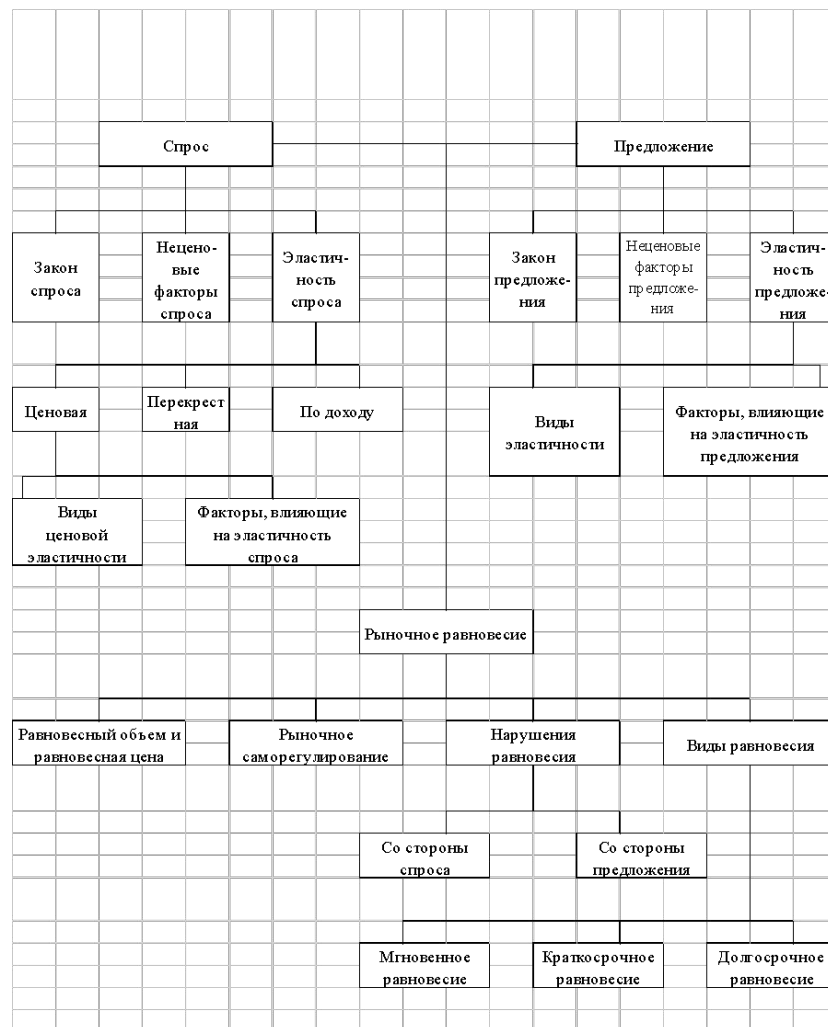 Спрос
Предложение
Закон
спроса
Нецено-
вые
факторы
спроса
Эластич-
ность
спроса
Закон
предложе-
ния
Неценовые
факторы
предложе-
ния
Эластич-
ность
предложе-
ния
Ценовая
Перекрест
ная
По доходу
Виды
эластичности
Факторы, влияющие
на эластичность
предложения
Виды
ценовой
эластичности
Факторы, влияющие
на эластичность
спроса
Рыночное равновесие
Равновесный объем и
равновесная цена
Рыночное
саморегулирование
Нарушения
равновесия
Виды равновесия
Со стороны
спроса
Со стороны
предложения
Мгновенное
равновесие
Краткосрочное
равновесие
Долгосрочное
равновесие